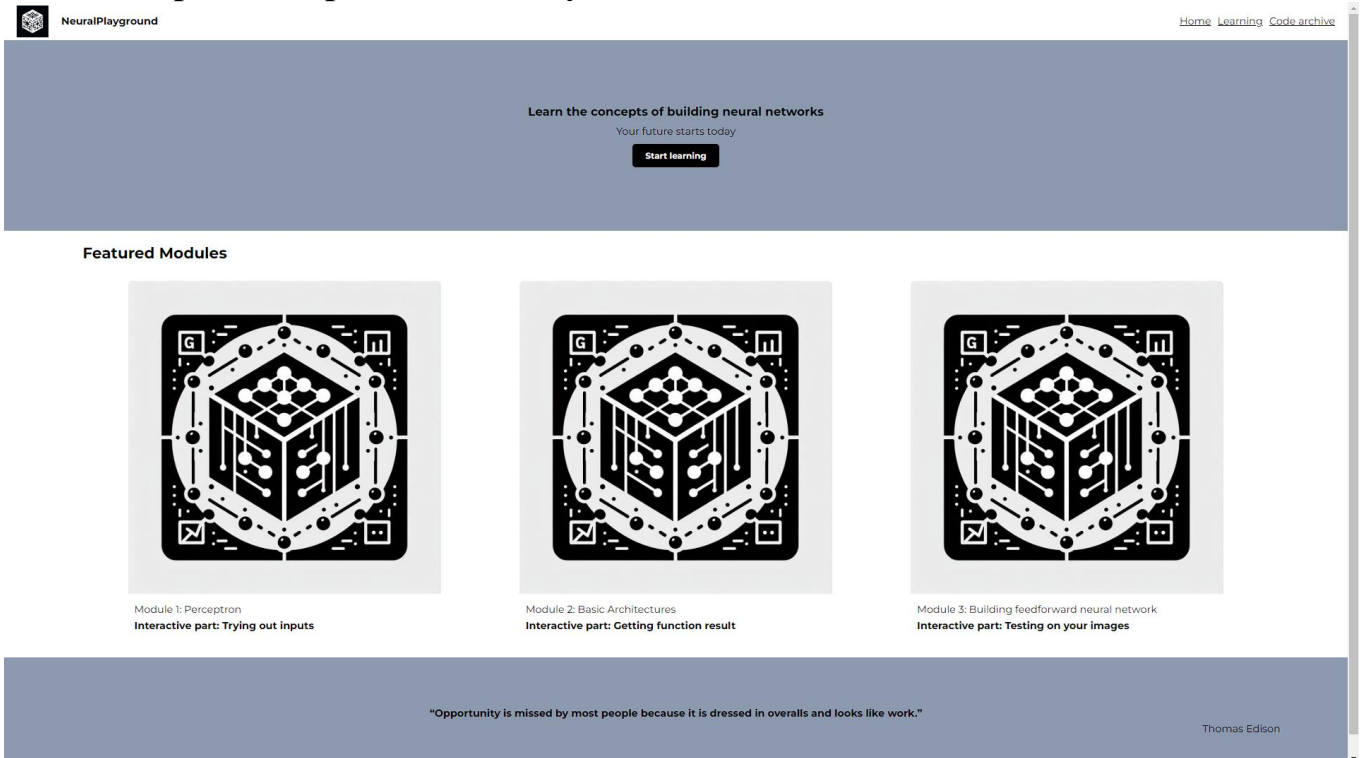 NeuralPlayground
Home Learning Code archive
Learn the concepts of building neural networks
Your future starts today
Start learning
Featured Modules
G
G
G
Module 1: Perceptron
Interactive part: Trying out inputs
Module 2: Basic Architectures
Interactive part: Getting function result
Module 3: Building feedforward neural network
Interactive part: Testing on your images
“Opportunity is missed by most people because it is dressed in overalls and looks like work.”
Thomas Edison